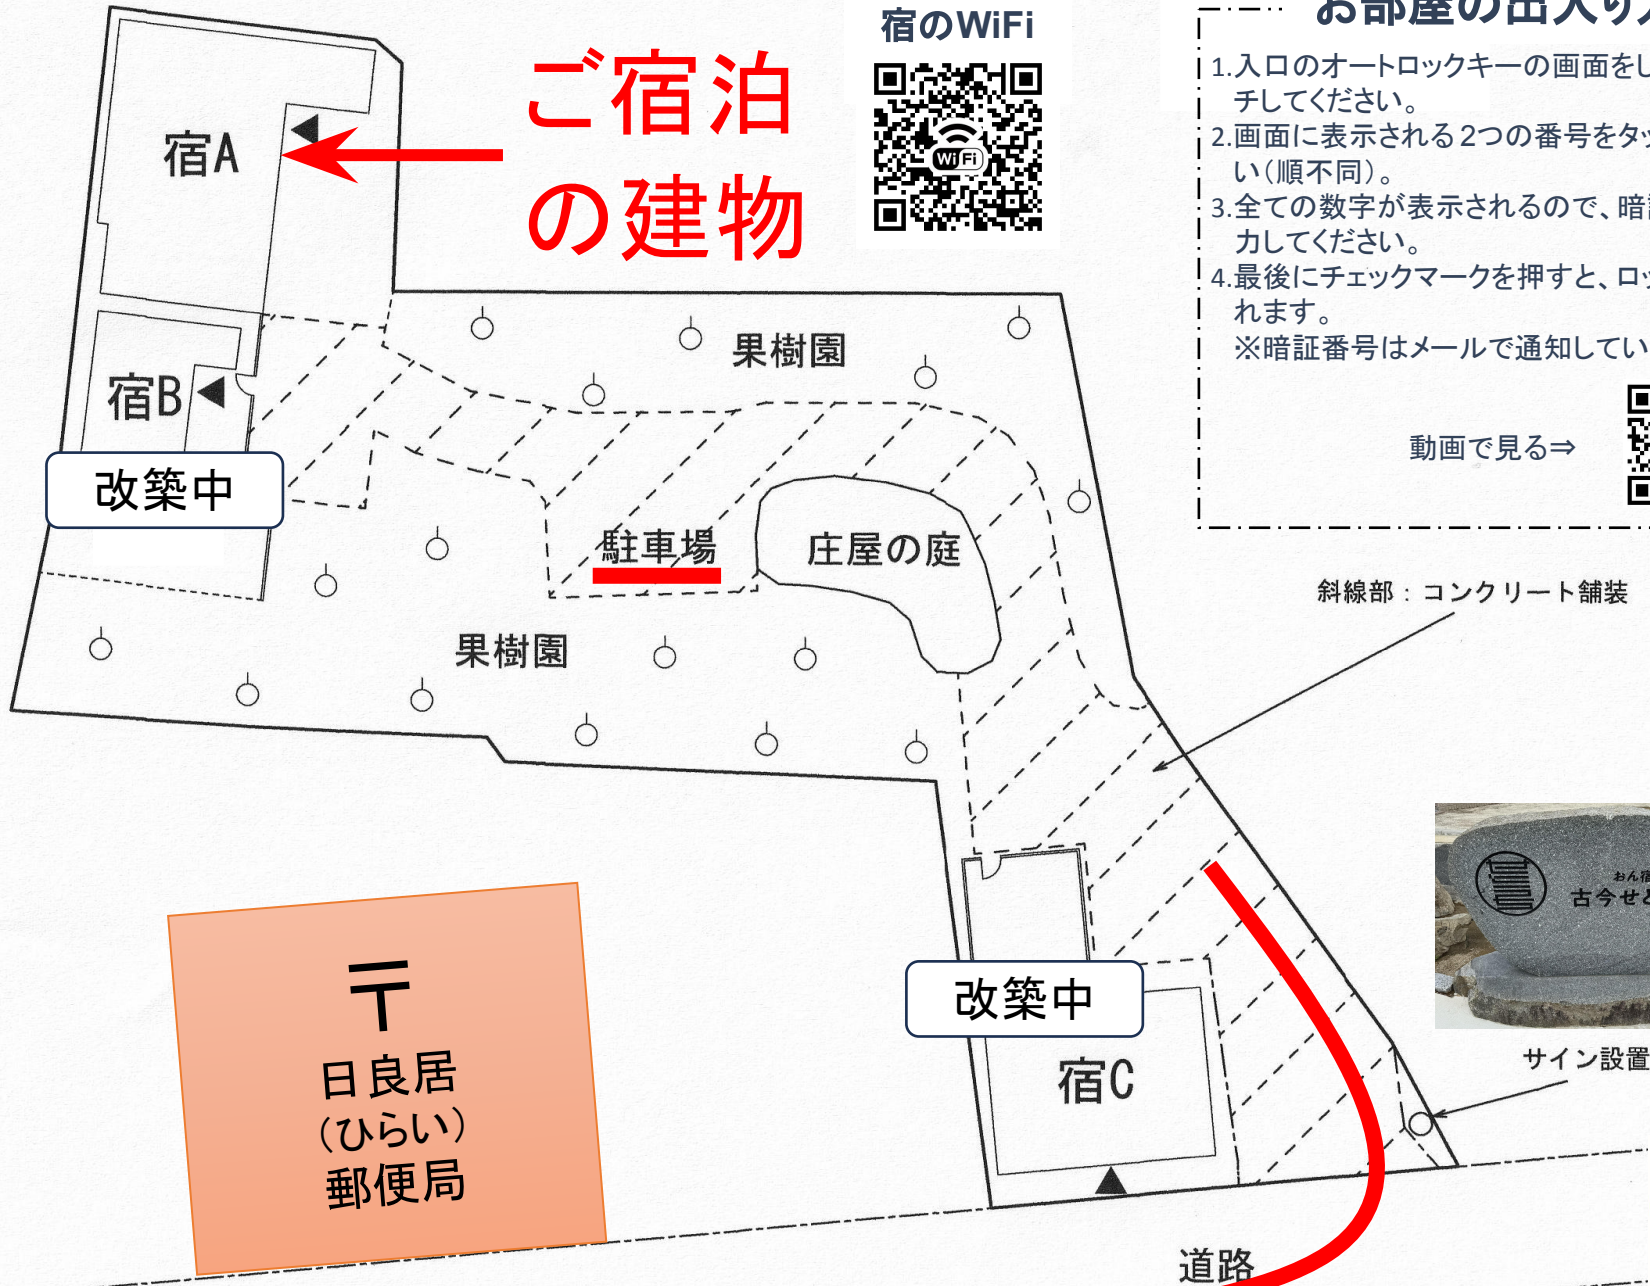 宿のWiFi
WiFi
お部屋の出入り
1.入口のオートロックキーの画面をし
チしてください。
2.画面に表示される2つの番号をタッ
い(順不同)。
3.全ての数字が表示されるので、暗
力してください。
4.最後にチェックマークを押すと、ロッ
れます。
※暗証番号はメールで通知してい
動画で見る⇒
ご宿泊
の建物
宿A
宿B
改築中
果樹園
駐車場
庄屋の庭
果樹園
斜線部：コンクリート舗装
おん宿
古今せと
サイン設置
改築中
宿C
〒
日良居
(ひらい)
郵便局
道路